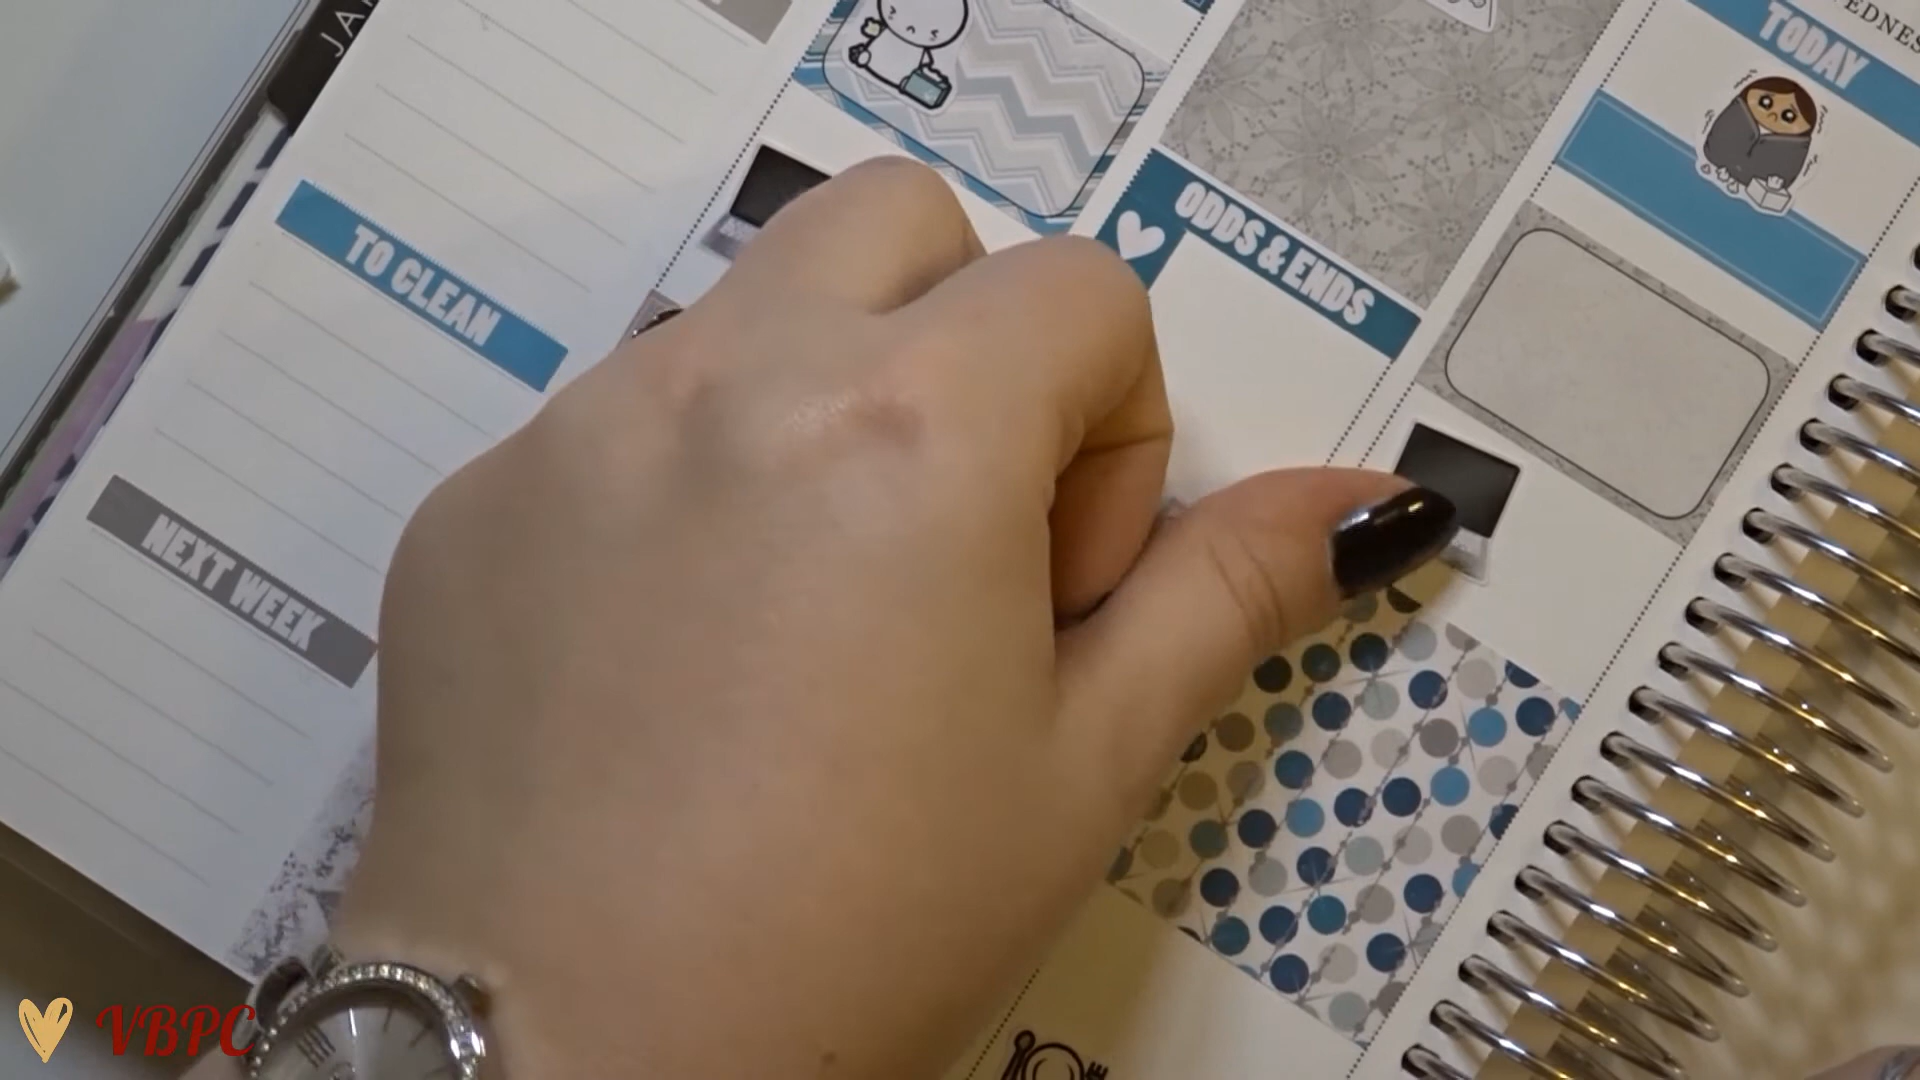 TODAY
ODDS & ENDS
TO CLEAN
NEXT WEEK
VBPC